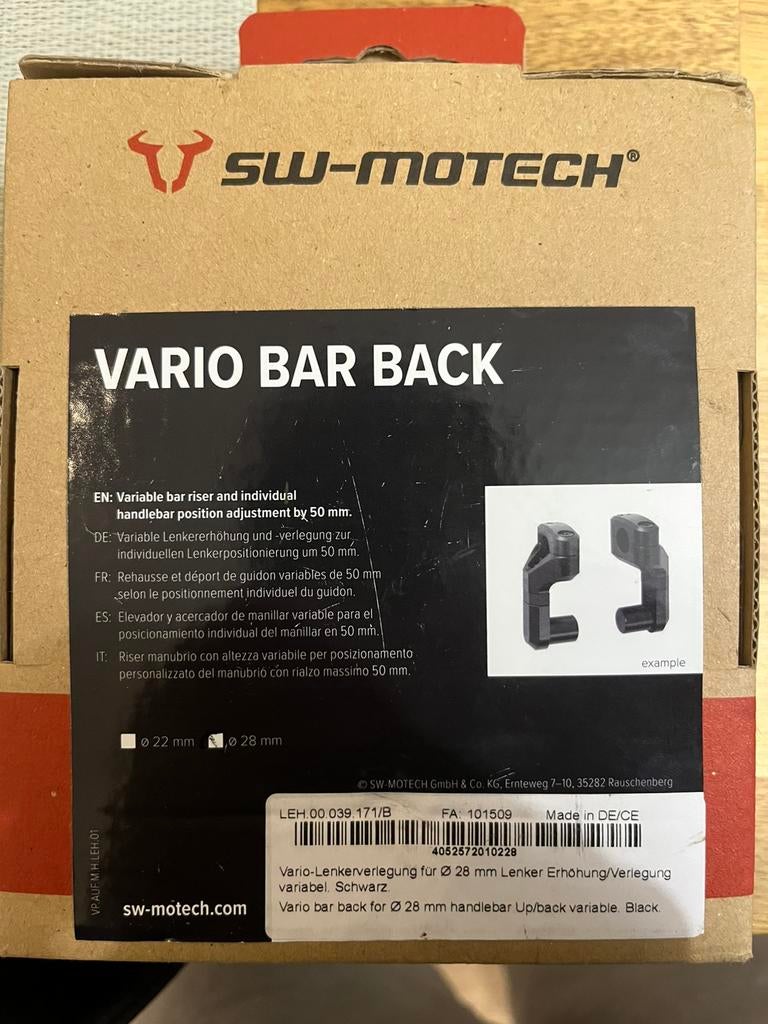 SW-MOTECH®
VARIO BAR BACK
EN: Variable bar riser and individual
handlebar position adjustment by 50 mm.
DE: Variable Lenkererhöhung und -verlegung zur
individuellen Lenkerpositionierung um 50 mm.
FR: Rehausse et déport de guidon variables de 50 mm
selon le positionnement individuel du guidon.
ES: Elevador y acercador de manillar variable para el
posicionamiento individual del manillar en 50 mm.
IT: Riser manubrio con altezza variabile per posizionamento
personalizzato del manubrio con rialzo massimo 50 mm.
example
ø 22 mm ø 28 mm
© SW-MOTECH GmbH & Co. KG, Ernteweg 7–10, 35282 Rauschenberg
LEH.00.039.171/B FA: 101509 Made in DE/CE
4052572010228
Vario-Lenkerverlegung für Ø 28 mm Lenker Erhöhung/Verlegung
variabel. Schwarz.
Vario bar back for Ø 28 mm handlebar Up/back variable. Black.
VP.AUF.M.H.LEH.01
sw-motech.com